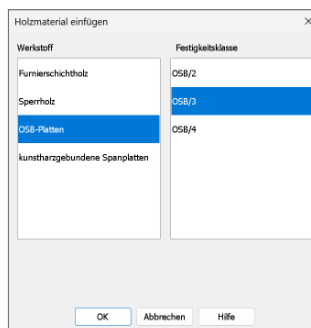 Holzmaterial einfügen
Werkstoff
Festigkeitsklasse
Furnierschichtholz
Sperrholz
OSB-Platten
kunstharzgebundene Spanplatten
OSB/2
OSB/3
OSB/4
OK Abbrechen Hilfe